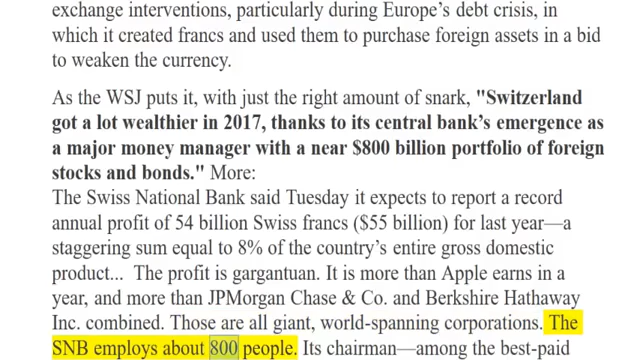 exchange interventions, particularly during Europe's debt crisis, in
which it created francs and used them to purchase foreign assets in a bid
to weaken the currency.
As the WSJ puts it, with just the right amount of snark, "Switzerland
got a lot wealthier in 2017, thanks to its central bank's emergence as
a major money manager with a near $800 billion portfolio of foreign
stocks and bonds." More:
The Swiss National Bank said Tuesday it expects to report a record
annual profit of 54 billion Swiss francs ($55 billion) for last year—a
staggering sum equal to 8% of the country's entire gross domestic
product... The profit is gargantuan. It is more than Apple earns in a
year, and more than JPMorgan Chase & Co. and Berkshire Hathaway
Inc. combined. Those are all giant, world-spanning corporations. The
SNB employs about 800 people. Its chairman—among the best-paid